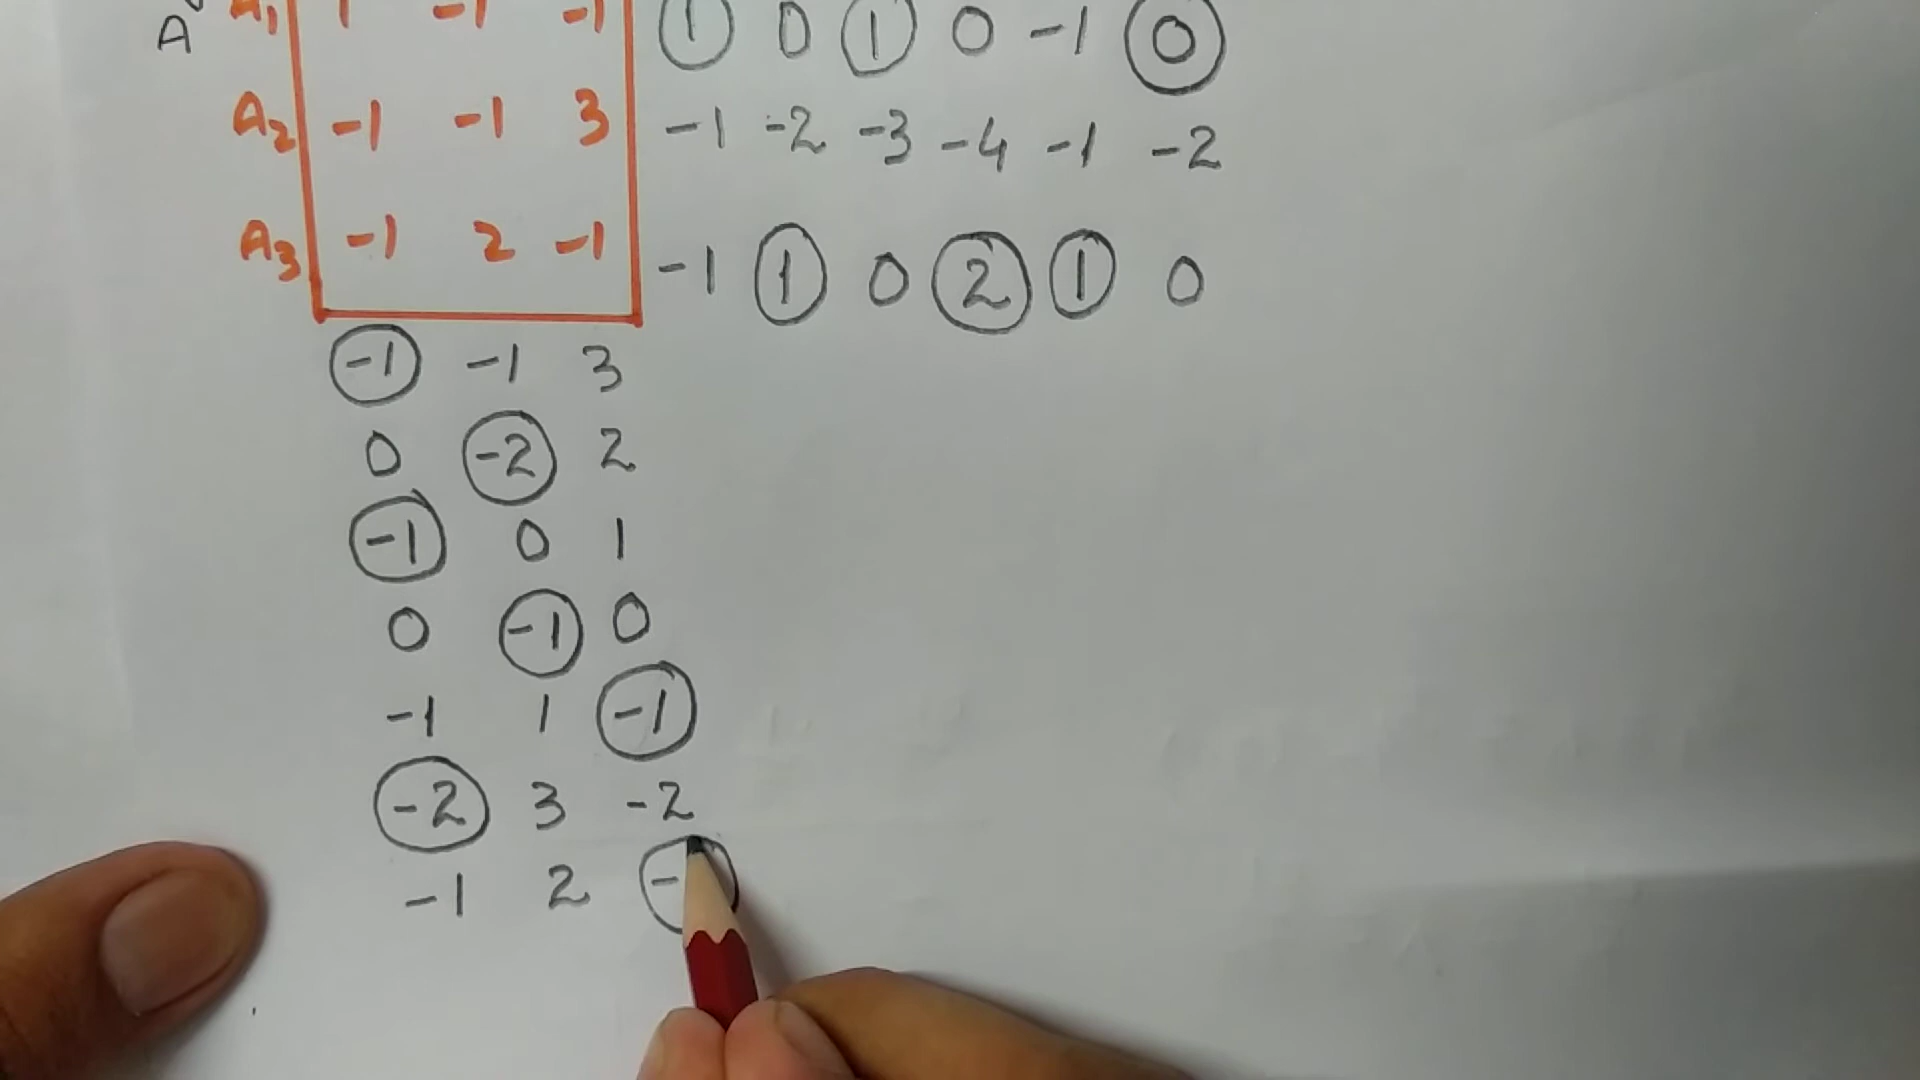 A A1 1 -1 -1 1 0 1 0 -1 0
A2 -1 -1 3 -1 -2 -3 -4 -1 -2
A3 -1 2 -1 -1 1 0 2 1 0
-1 -1 3
0 -2 2
-1 0 1
0 -1 0
-1 1 -1
-2 3 -2
-1 2 -